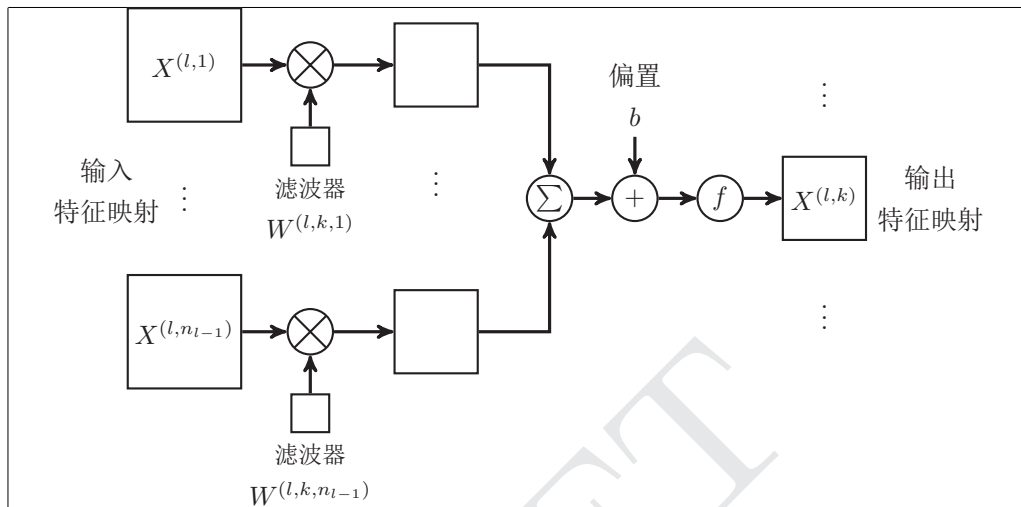 X^{(l,1)}
⋮
偏置
b
输入
特征映射
⋮
滤波器
W^{(l,k,1)}
⋮
∑
+
f
X^{(l,k)}
输出
特征映射
X^{(l,n_{l-1})}
⋮
滤波器
W^{(l,k,n_{l-1})}
FT